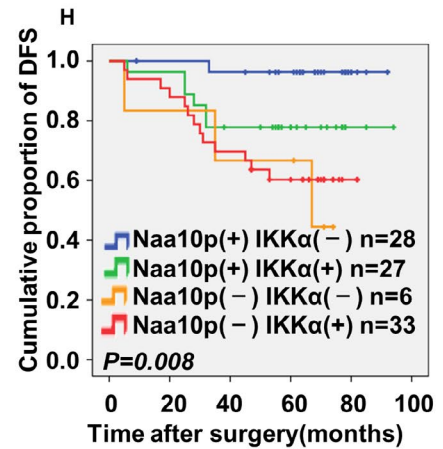 H
Cumulative proportion of DFS
1.0
0.8
0.6
0.4
0.2
0.0
Naa10p(+) IKKα(−) n=28
Naa10p(+) IKKα(+) n=27
Naa10p(−) IKKα(−) n=6
Naa10p(−) IKKα(+) n=33
P=0.008
0 20 40 60 80 100
Time after surgery(months)